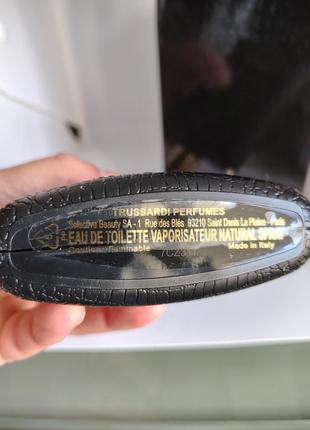 TRUSSARDI PERFUMES
Selective Beauty SA - 1 Rue des Blés 93210 Saint Denis La Plaine - Paris
EAU DE TOILETTE VAPORISATEUR NATURAL SPRAY
flammable Made in Italy